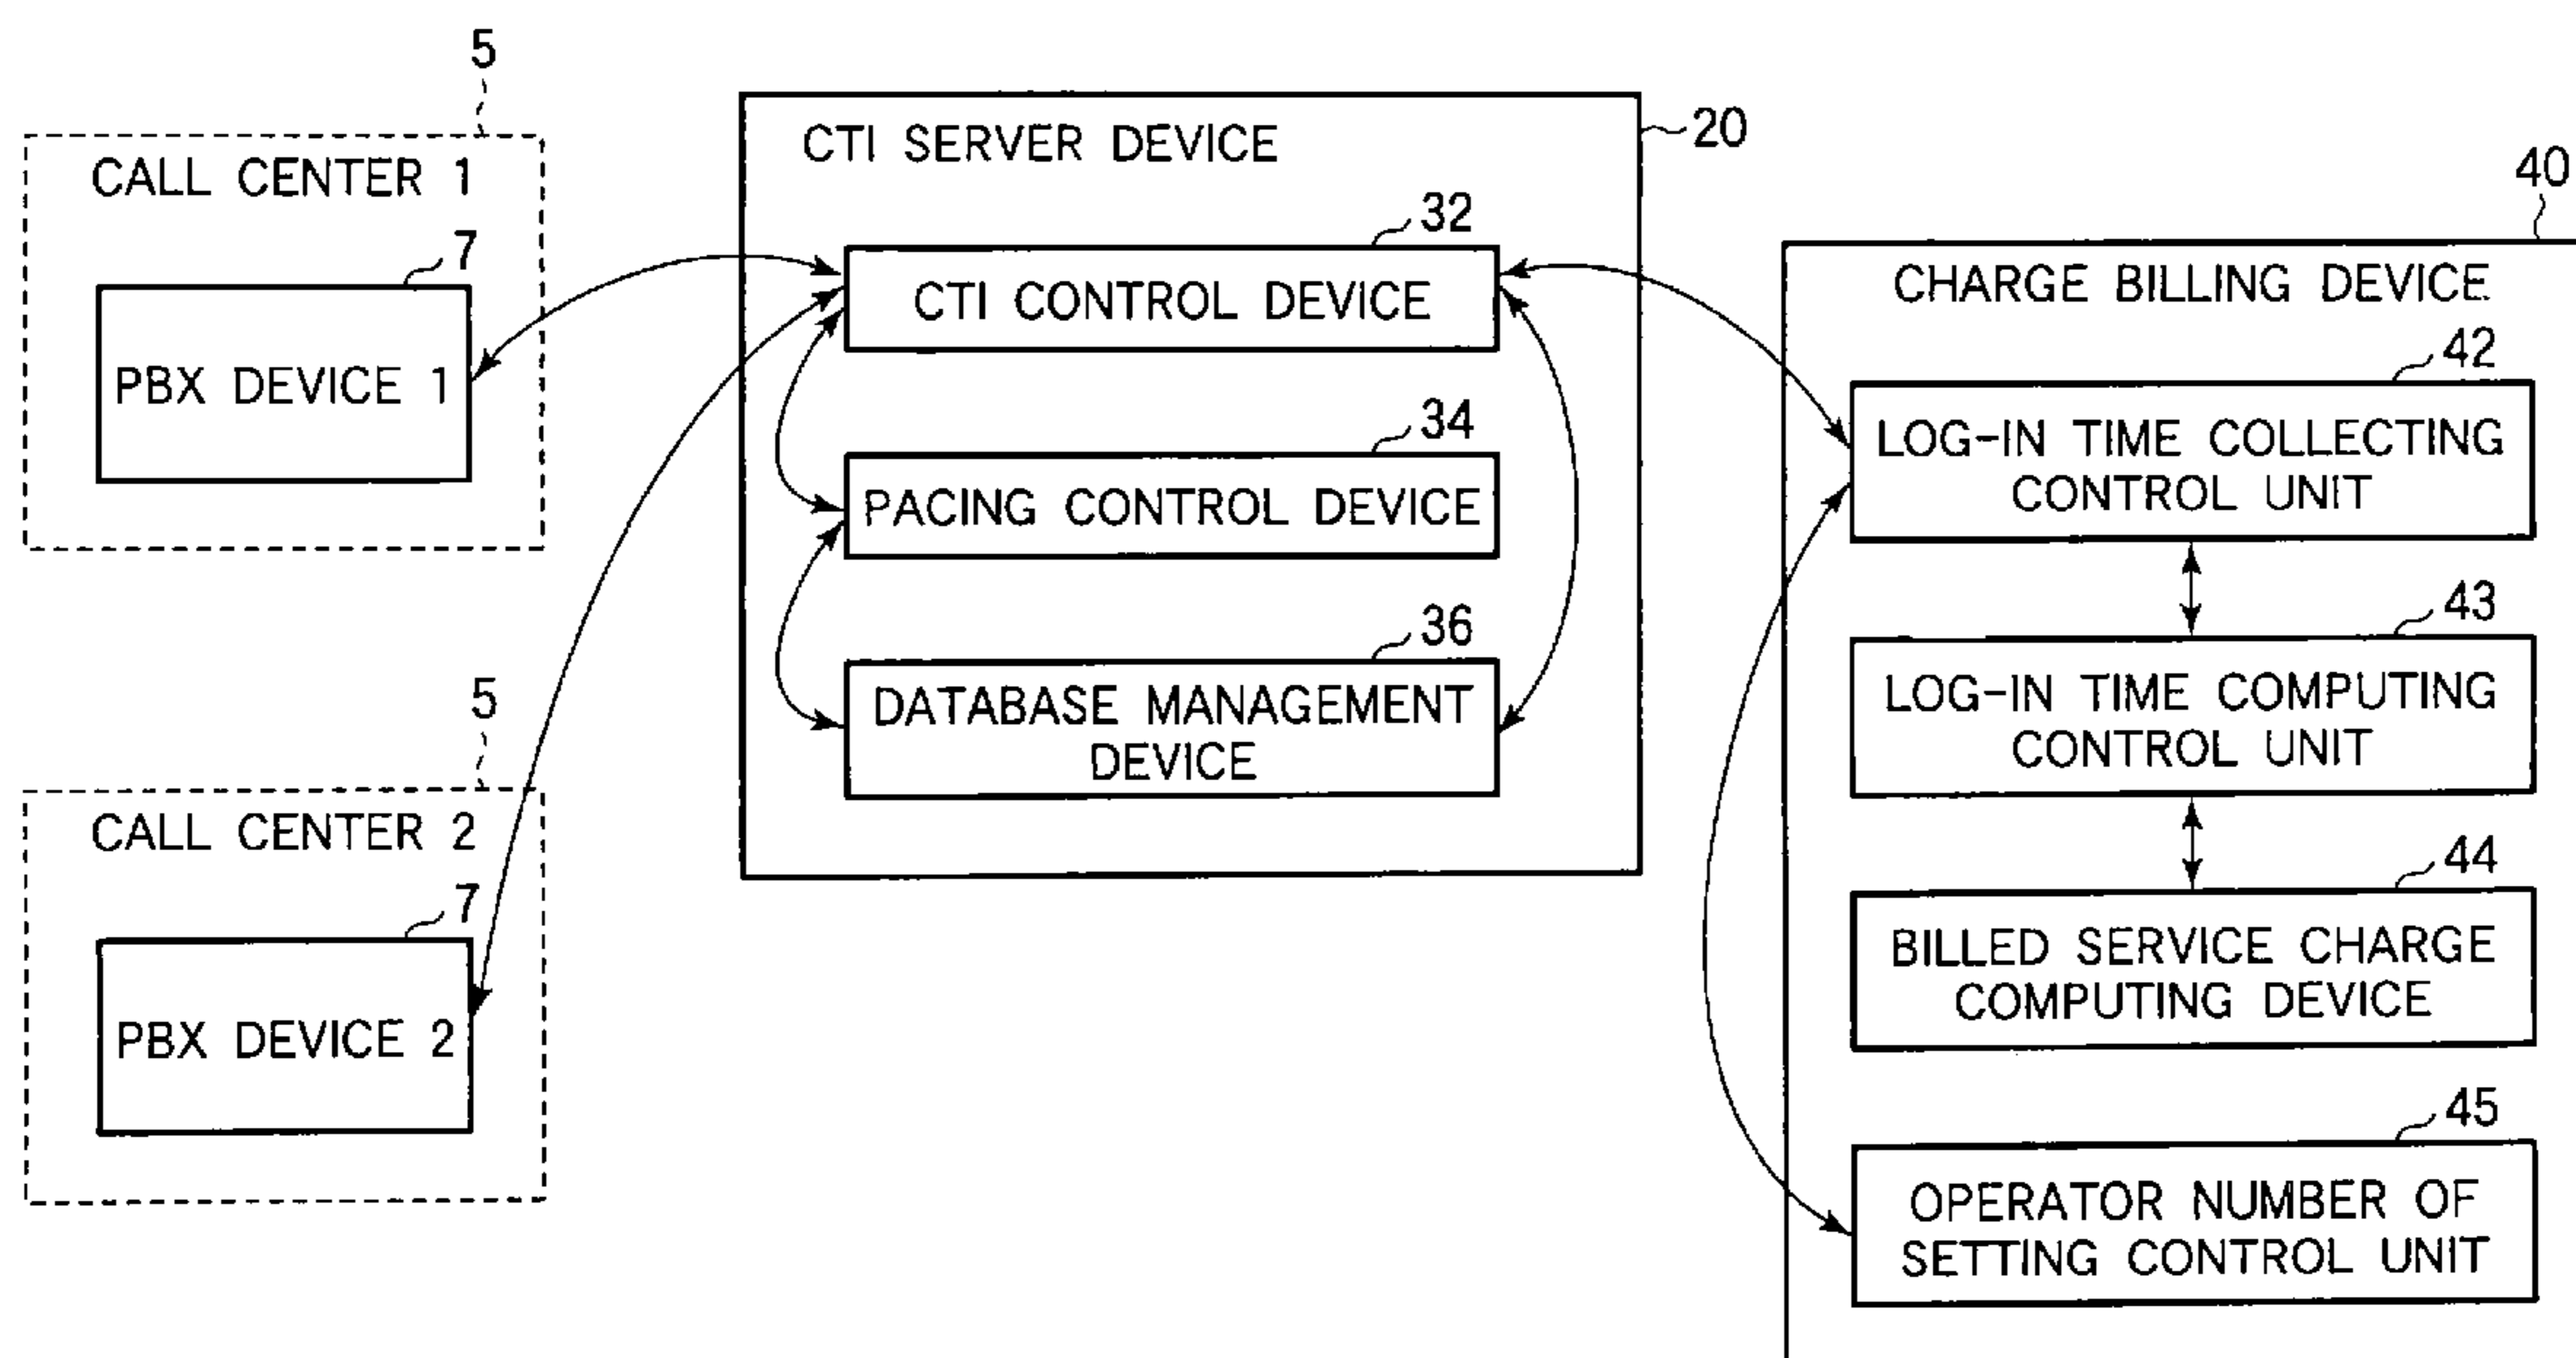 5
CALL CENTER 1
7
PBX DEVICE 1
5
CALL CENTER 2
7
PBX DEVICE 2
20
CTI SERVER DEVICE
32
CTI CONTROL DEVICE
34
PACING CONTROL DEVICE
36
DATABASE MANAGEMENT
DEVICE
40
CHARGE BILLING DEVICE
42
LOG-IN TIME COLLECTING
CONTROL UNIT
43
LOG-IN TIME COMPUTING
CONTROL UNIT
44
BILLED SERVICE CHARGE
COMPUTING DEVICE
45
OPERATOR NUMBER OF
SETTING CONTROL UNIT